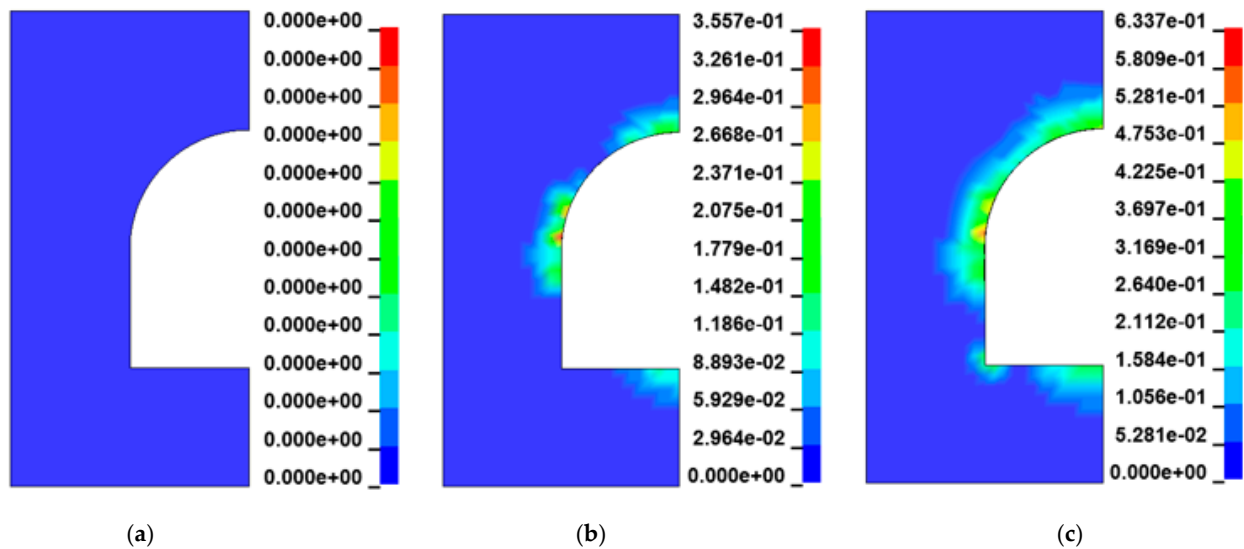 0.000e+00
0.000e+00
0.000e+00
0.000e+00
0.000e+00
0.000e+00
0.000e+00
0.000e+00
0.000e+00
0.000e+00
0.000e+00
0.000e+00
0.000e+00
3.557e-01
3.261e-01
2.964e-01
2.668e-01
2.371e-01
2.075e-01
1.779e-01
1.482e-01
1.186e-01
8.893e-02
5.929e-02
2.964e-02
0.000e+00
6.337e-01
5.809e-01
5.281e-01
4.753e-01
4.225e-01
3.697e-01
3.169e-01
2.640e-01
2.112e-01
1.584e-01
1.056e-01
5.281e-02
0.000e+00
(a)
(b)
(c)